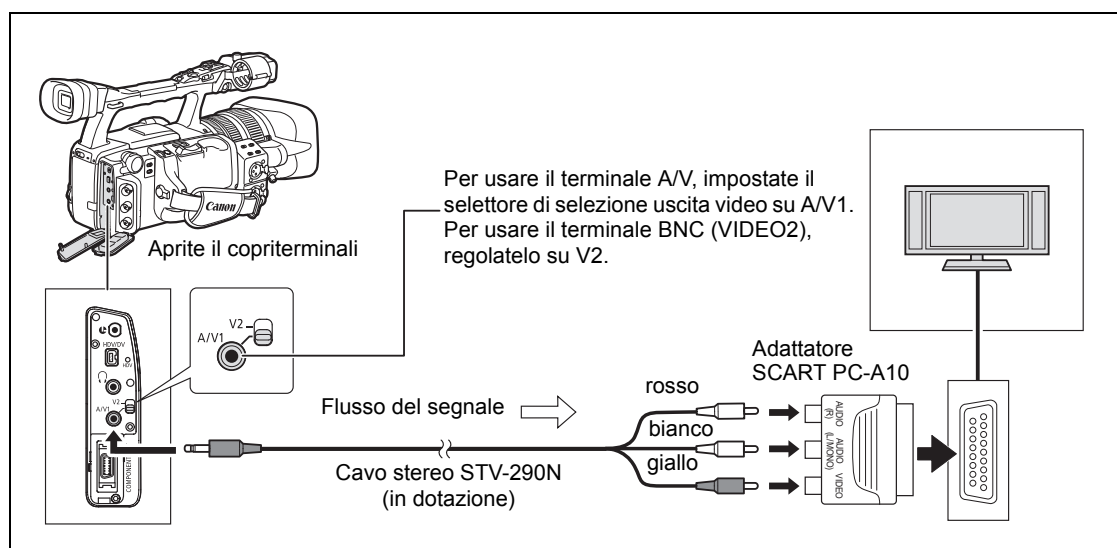 Canon
Aprite il copriterminali
Per usare il terminale A/V, impostate il
selettore di selezione uscita video su A/V1.
Per usare il terminale BNC (VIDEO2),
regolatelo su V2.
V2
A/V1
HDV/DV
HDV
V2
A/V1
COMPONENT
Flusso del segnale
Cavo stereo STV-290N
(in dotazione)
rosso
bianco
giallo
Adattatore
SCART PC-A10
AUDIO
(R)
AUDIO
(L/MONO)
VIDEO